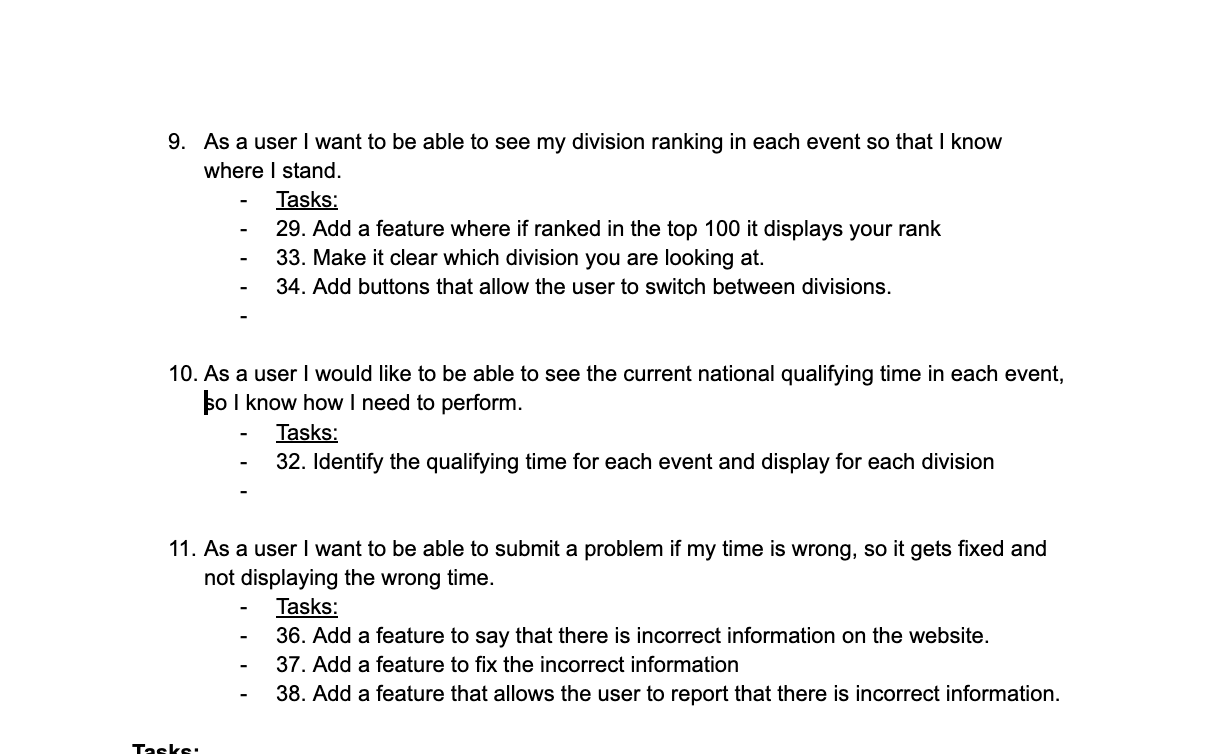 9. As a user I want to be able to see my division ranking in each event so that I know
where I stand.
- Tasks:
- 29. Add a feature where if ranked in the top 100 it displays your rank
- 33. Make it clear which division you are looking at.
- 34. Add buttons that allow the user to switch between divisions.
-
10. As a user I would like to be able to see the current national qualifying time in each event,
so I know how I need to perform.
- Tasks:
- 32. Identify the qualifying time for each event and display for each division
-
11. As a user I want to be able to submit a problem if my time is wrong, so it gets fixed and
not displaying the wrong time.
- Tasks:
- 36. Add a feature to say that there is incorrect information on the website.
- 37. Add a feature to fix the incorrect information
- 38. Add a feature that allows the user to report that there is incorrect information.
Tasks: